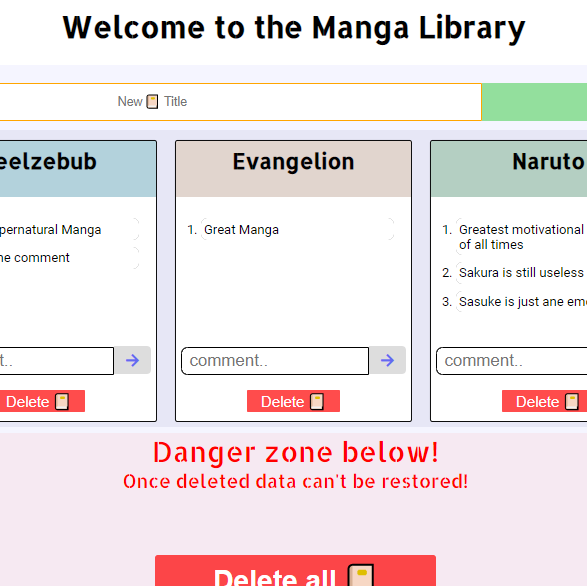 Welcome to the Manga Library
New Title
eelzebub
pernatural Manga
ne comment
t..
Delete
Evangelion
1. Great Manga
comment..
Delete
Naruto
1. Greatest motivational
of all times
2. Sakura is still useless
3. Sasuke is just ane em
comment..
Delete
Danger zone below!
Once deleted data can't be restored!
Delete all